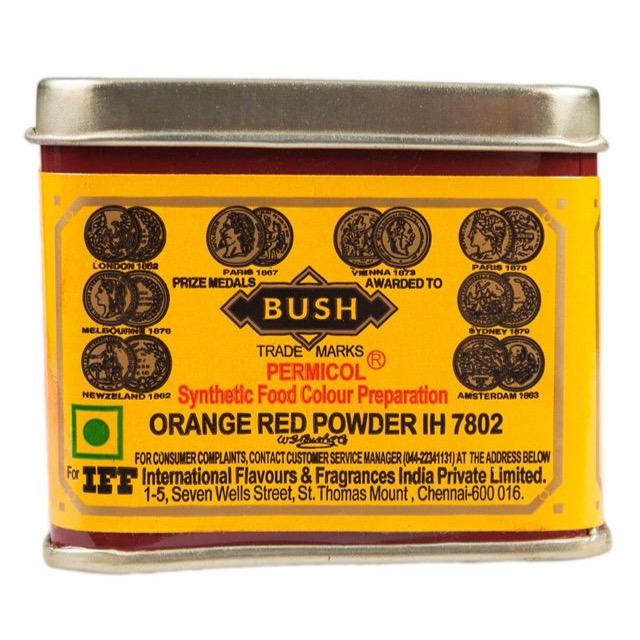 LONDON 1862
PARIS 1867
VIENNA 1873
PARIS 1878
PRIZE MEDALS
AWARDED TO
BUSH
MELBOURNE 1878
SYDNEY 1879
TRADE MARKS
PERMICOL ®
NEWZELAND 1882
Synthetic Food Colour Preparation
AMSTERDAM 1883
ORANGE RED POWDER IH 7802
FOR CONSUMER COMPLAINTS, CONTACT CUSTOMER SERVICE MANAGER (044-22341131) AT THE ADDRESS BELOW
For IFF International Flavours & Fragrances India Private Limited.
1-5, Seven Wells Street, St. Thomas Mount, Chennai-600 016.